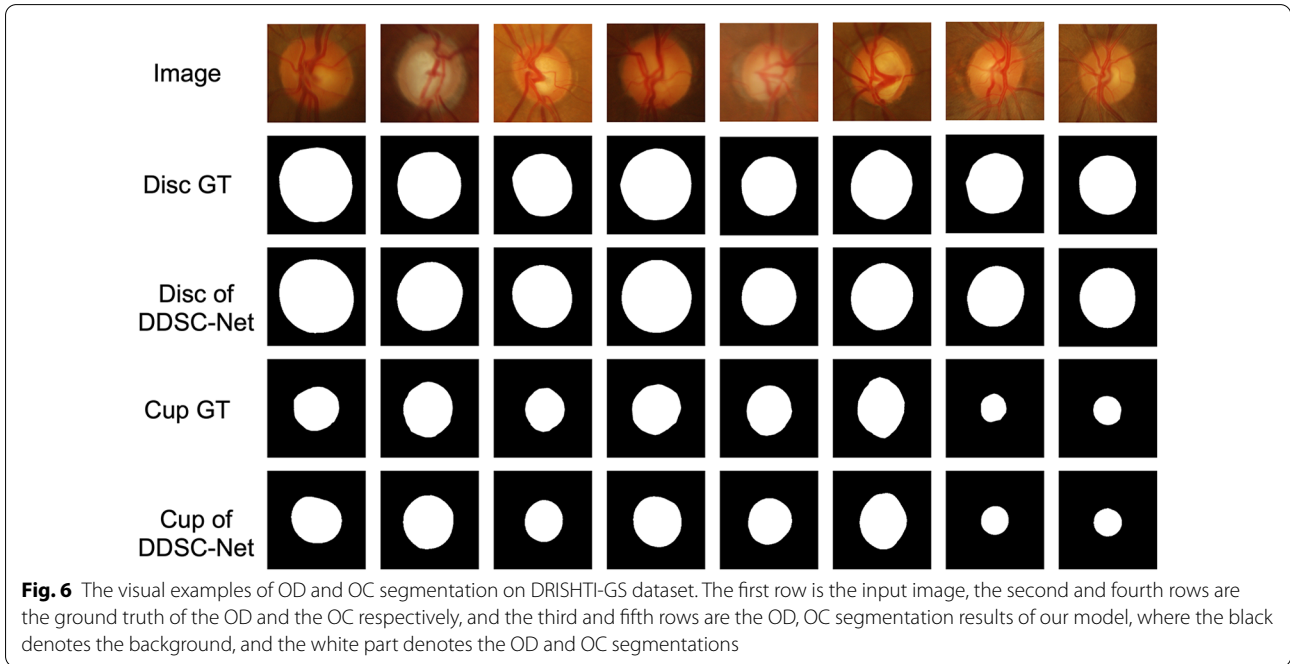 Image
Disc GT
Disc of
DDSC-Net
Cup GT
Cup of
DDSC-Net
Fig. 6 The visual examples of OD and OC segmentation on DRISHTI-GS dataset. The first row is the input image, the second and fourth rows are
the ground truth of the OD and the OC respectively, and the third and fifth rows are the OD, OC segmentation results of our model, where the black
denotes the background, and the white part denotes the OD and OC segmentations